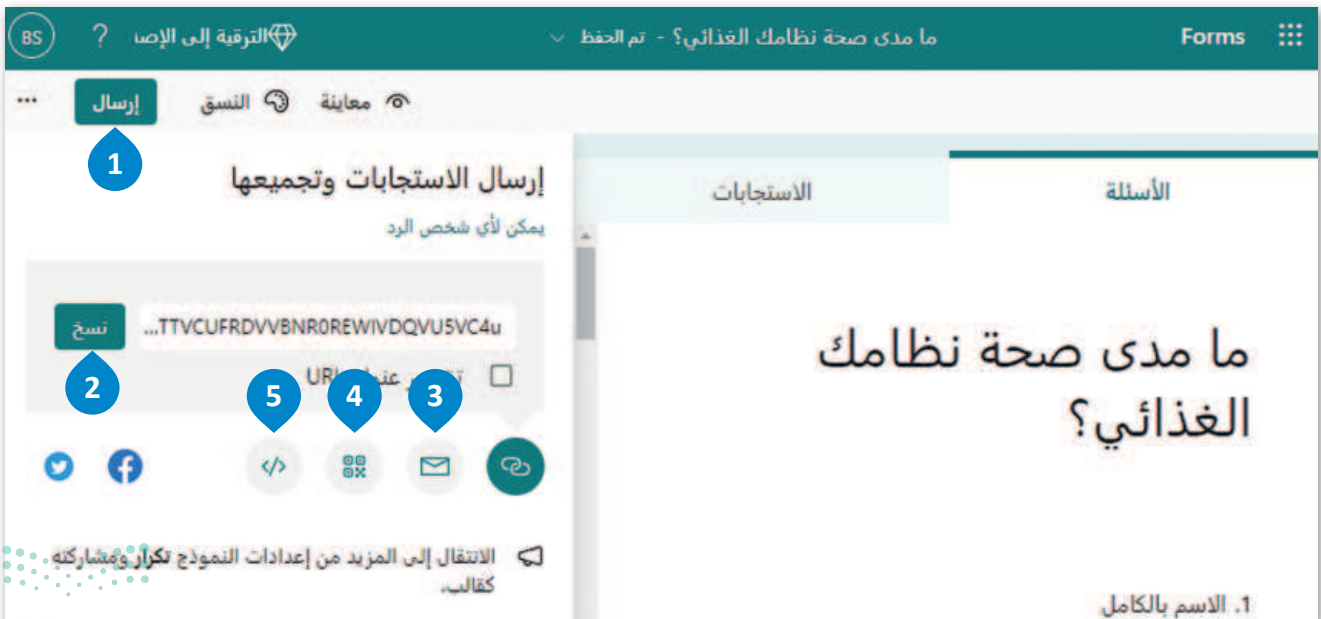 Forms
ما مدى صحة نظامك الغذائي؟ - تم الحفظ
الترقية إلى
?
BS
معاينة
النسق
إرسال
...
1
الأسئلة
الاستجابات
ما مدى صحة نظامك
الغذائي؟
1. الاسم بالكامل
إرسال الاستجابات وتجميعها
يمكن لأي شخص الرد
...TTVCUFRDVVBNR0REWIVDQVU5VC4u
نسخ
2
URL
3
4
5
الانتقال إلى المزيد من إعدادات النموذج تكرار ومشاركته
كقالب.